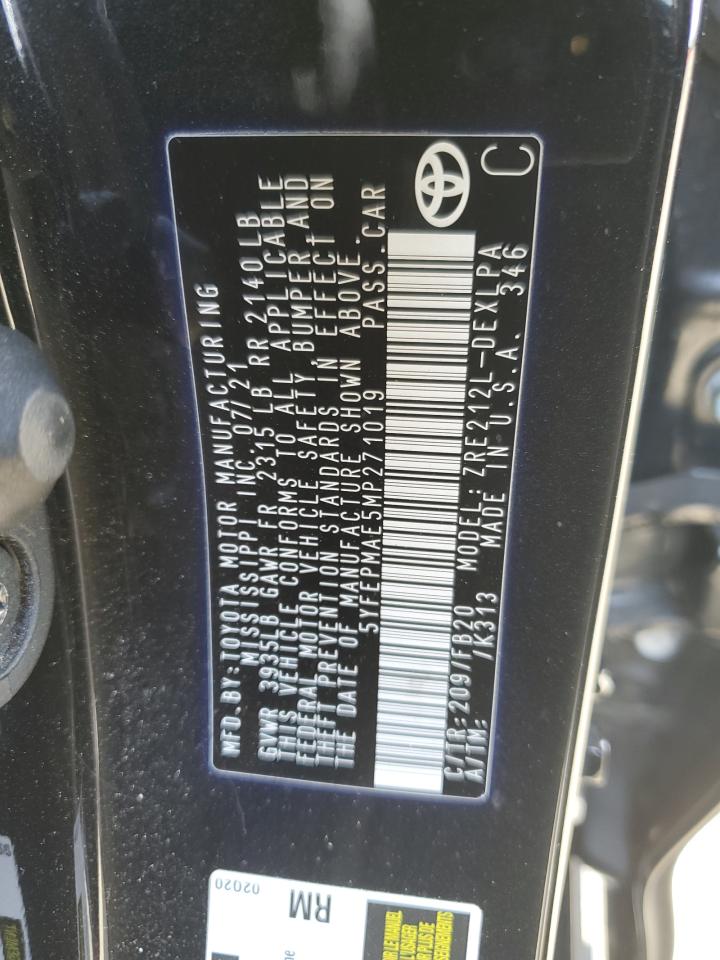 MFD BY: TOYOTA MOTOR MANUFACTURING
MISSISSIPPI INC. 07/21
GVWR 3935LB GAWR FR 2315 LB RR 2140 LB
THIS VEHICLE CONFORMS TO ALL APPLICABLE
FEDERAL MOTOR VEHICLE SAFETY, BUMPER AND
THEFT PREVENTION STANDARDS IN EFFECT ON
THE DATE OF MANUFACTURE SHOWN ABOVE.
5YFEPMAE5MP271019 PASS.CAR
C/TR:209/FB20 MODEL:ZRE212L-DEXLPA
A/TM: /K313 MADE IN U.S.A. 346 C
02020
RM